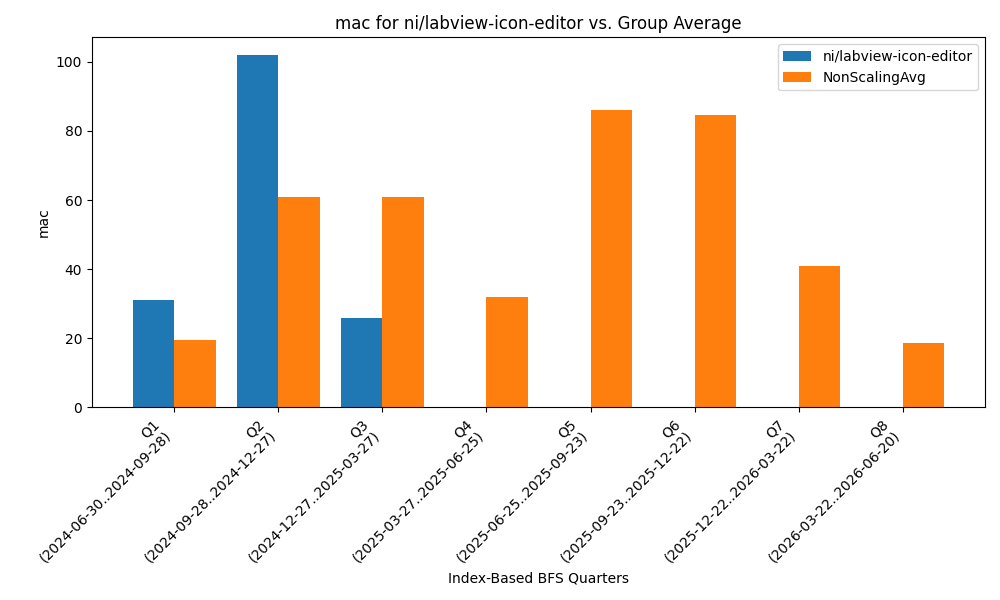 mac for ni/labview-icon-editor vs. Group Average
ni/labview-icon-editor
NonScalingAvg
mac
100
80
60
40
20
0
Q1
(2024-06-30..2024-09-28)
Q2
(2024-09-28..2024-12-27)
Q3
(2024-12-27..2025-03-27)
Q4
(2025-03-27..2025-06-25)
Q5
(2025-06-25..2025-09-23)
Q6
(2025-09-23..2025-12-22)
Q7
(2025-12-22..2026-03-22)
Q8
(2026-03-22..2026-06-20)
Index-Based BFS Quarters